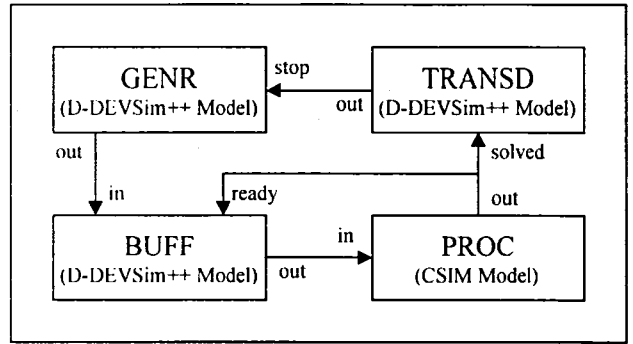 GENR
(D-DEVSim++ Model)
stop
out
TRANSD
(D-DEVSim++ Model)
out
in
ready
solved
out
BUFF
(D-DEVSim++ Model)
out
in
PROC
(CSIM Model)